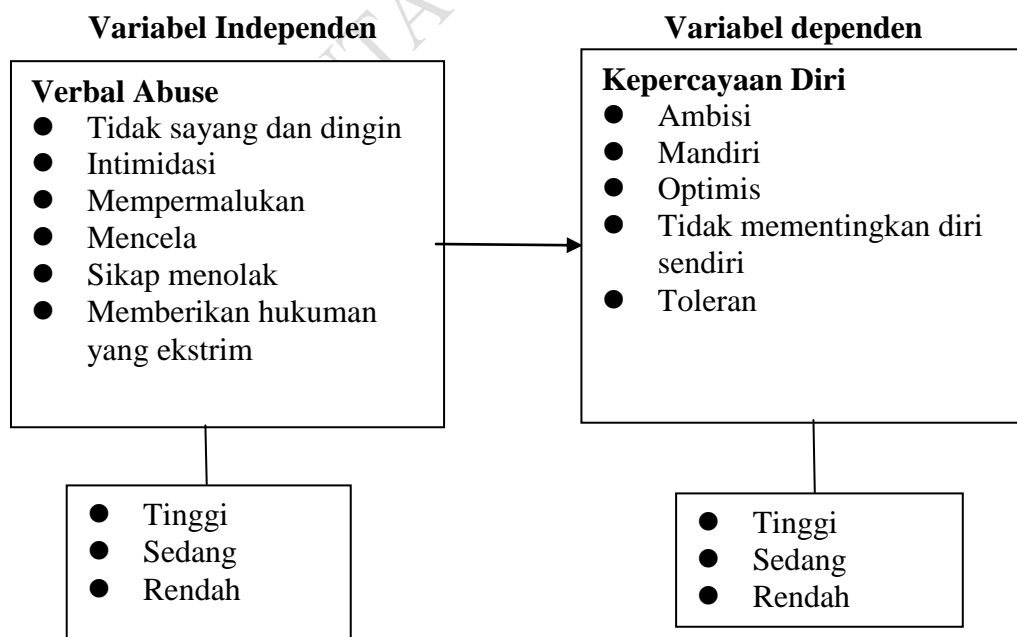 Variabel Independen
Verbal Abuse
● Tidak sayang dan dingin
● Intimidasi
● Mempermalukan
● Mencela
● Sikap menolak
● Memberikan hukuman
yang ekstrim
● Tinggi
● Sedang
● Rendah
Variabel dependen
Kepercayaan Diri
● Ambisi
● Mandiri
● Optimis
● Tidak mementingkan diri
sendiri
● Toleran
● Tinggi
● Sedang
● Rendah